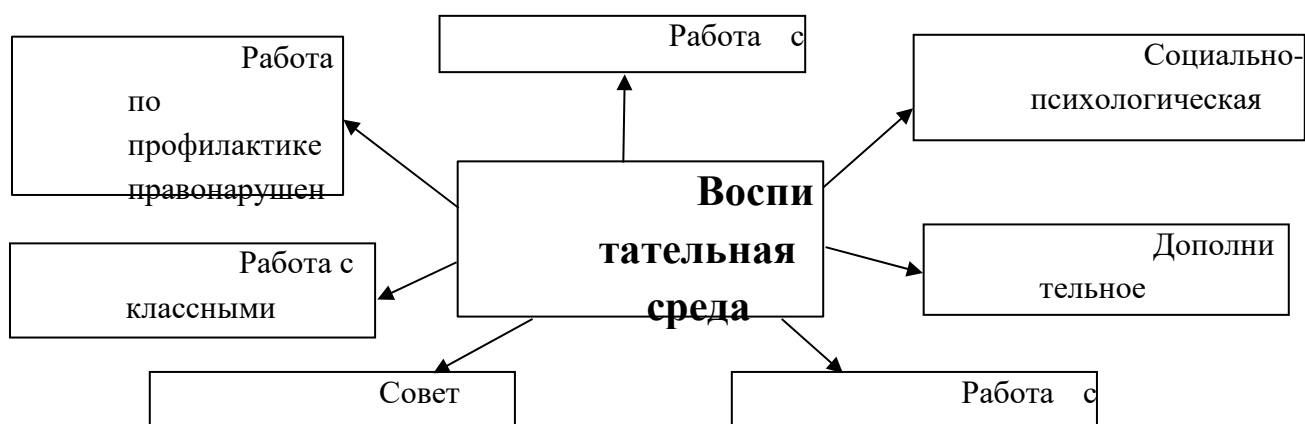 Работа
по
профилактике
правонарушен
Работа с
Социально-
психологическая
Воспи
тательная
среда
Работа с
классными
Дополни
тельное
Совет
Работа с